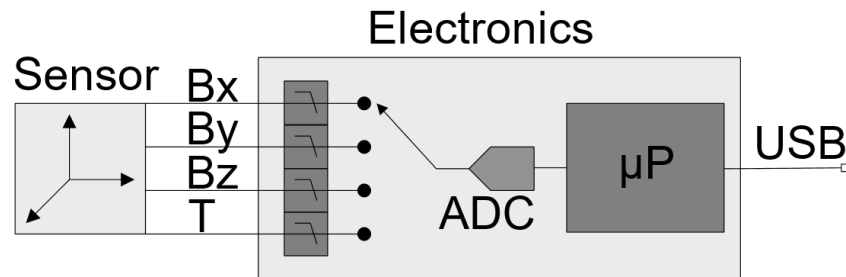 Electronics
Sensor
Bx
By
Bz
T
ADC
µP
USB